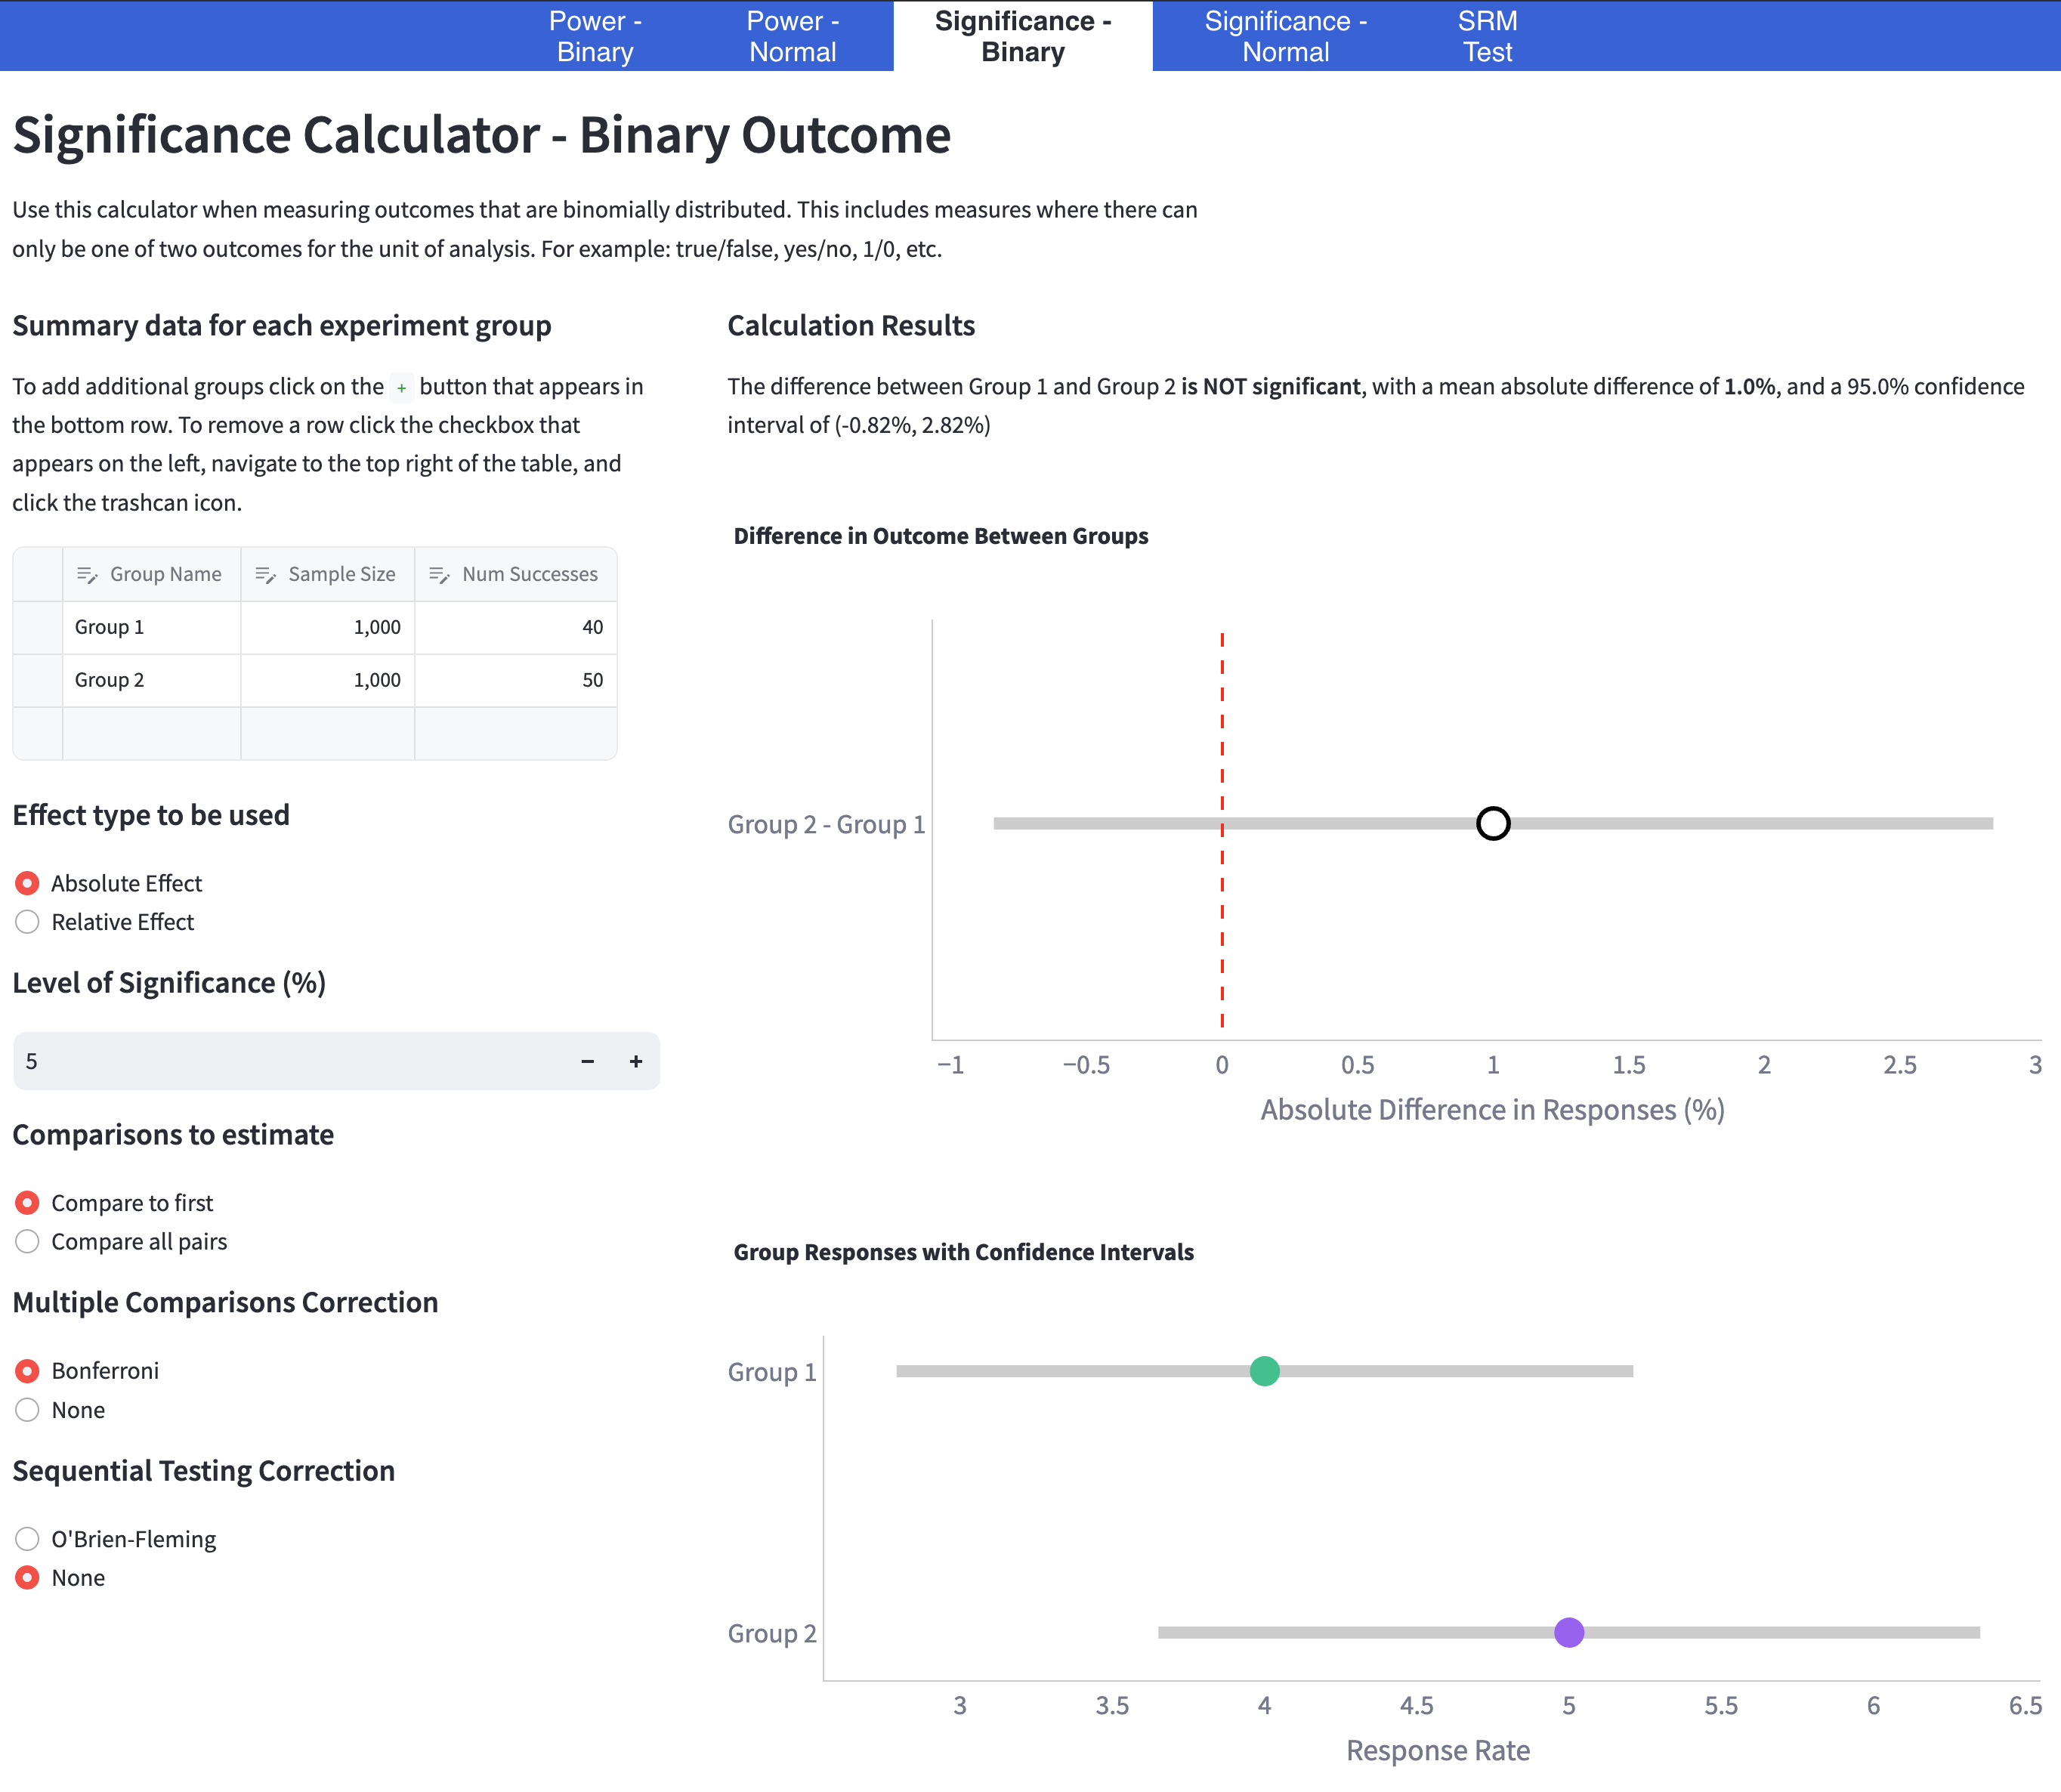 Power -
Binary
Power -
Normal
Significance -
Binary
Significance -
Normal
SRM
Test
Significance Calculator - Binary Outcome
Use this calculator when measuring outcomes that are binomially distributed. This includes measures where there can
only be one of two outcomes for the unit of analysis. For example: true/false, yes/no, 1/0, etc.
Summary data for each experiment group
To add additional groups click on the + button that appears in
the bottom row. To remove a row click the checkbox that
appears on the left, navigate to the top right of the table, and
click the trashcan icon.
Group Name Sample Size Num Successes
Group 1 1,000 40
Group 2 1,000 50
Effect type to be used
Absolute Effect
Relative Effect
Level of Significance (%)
5 − +
Comparisons to estimate
Compare to first
Compare all pairs
Multiple Comparisons Correction
Bonferroni
None
Sequential Testing Correction
O'Brien-Fleming
None
Calculation Results
The difference between Group 1 and Group 2 is NOT significant, with a mean absolute difference of 1.0%, and a 95.0% confidence
interval of (-0.82%, 2.82%)
Difference in Outcome Between Groups
Group 2 - Group 1
−1 −0.5 0 0.5 1 1.5 2 2.5 3
Absolute Difference in Responses (%)
Group Responses with Confidence Intervals
Group 1
Group 2
3 3.5 4 4.5 5 5.5 6 6.5
Response Rate